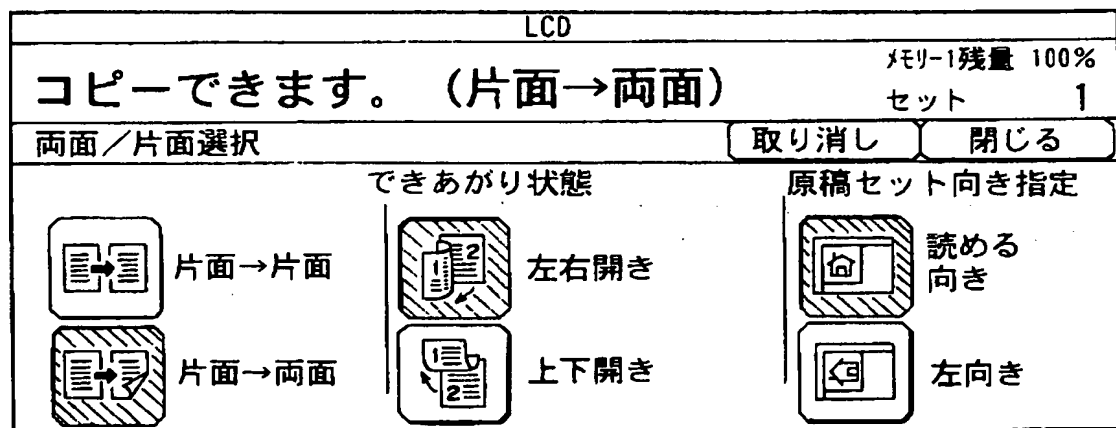 LCD
メモリー1残量 100%
コピーできます。 (片面→両面)
セット 1
両面/片面選択 取り消し 閉じる
できあがり状態 原稿セット向き指定
片面→片面 1 2 左右開き 読める
向き
片面→両面 1 2 上下開き 左向き